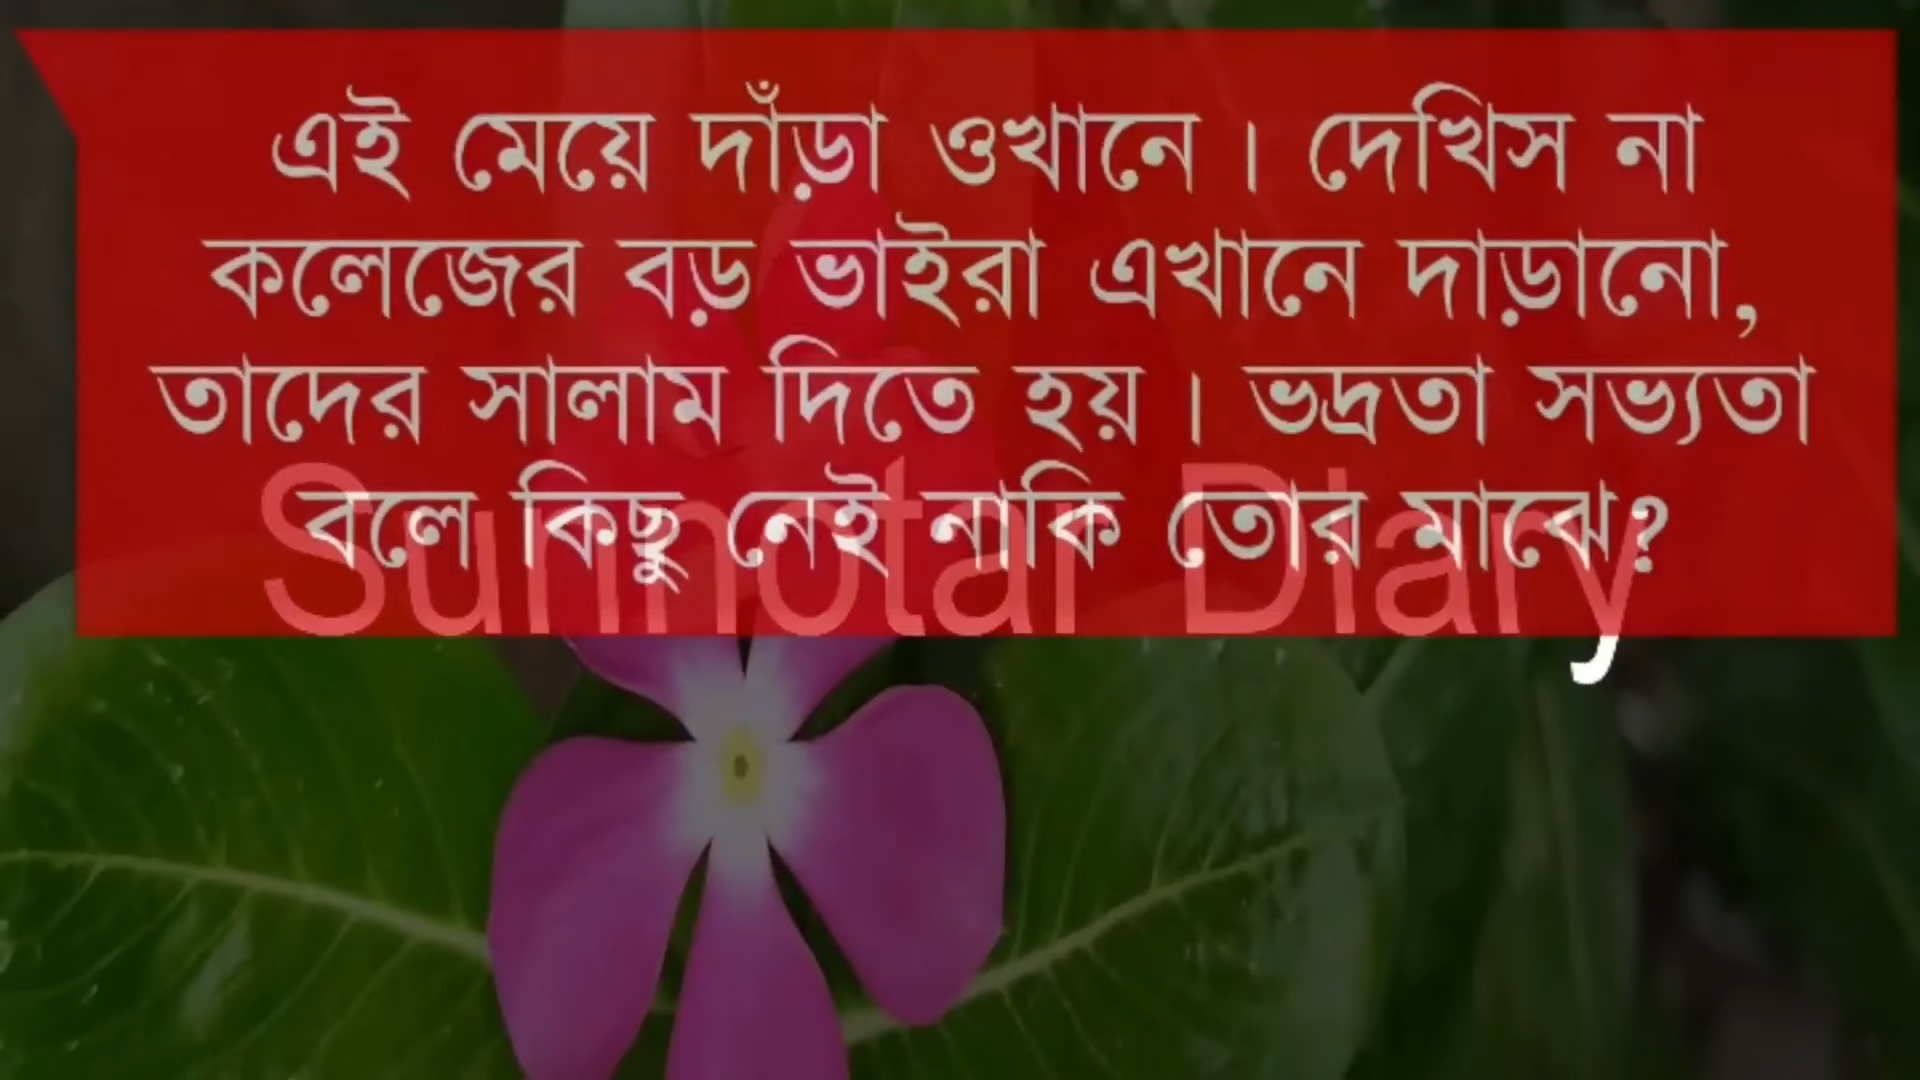 এই মেয়ে দাঁড়া ওখানে। দেখিস না
কলেজের বড় ভাইরা এখানে দাড়ানো,
তাদের সালাম দিতে হয়। ভদ্রতা সভ্যতা
বলে কিছু নেই নাকি তোর মাঝে?
Sunnotar Diary